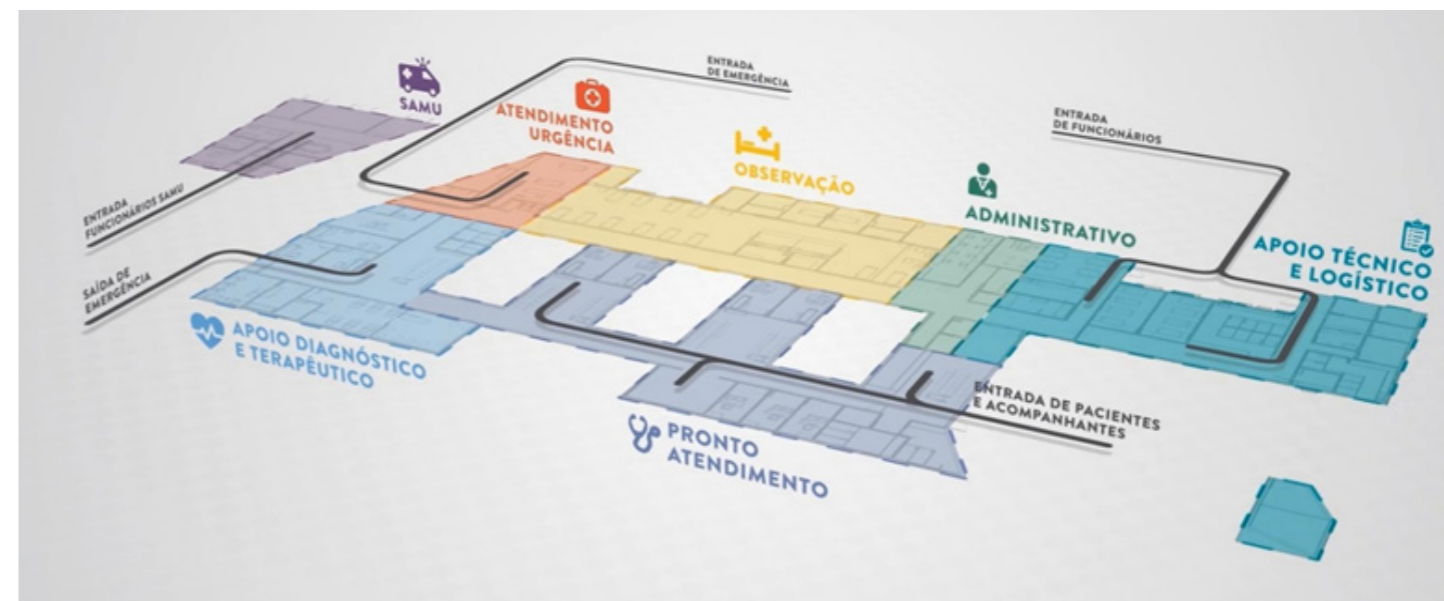 ENTRADA
DE EMERGÊNCIA
SAMU
ATENDIMENTO
URGÊNCIA
ENTRADA
DE FUNCIONÁRIOS
OBSERVAÇÃO
ADMINISTRATIVO
APOIO TÉCNICO
E LOGÍSTICO
ENTRADA
FUNCIONÁRIOS SAMU
SAÍDA DE
EMERGÊNCIA
APOIO DIAGNÓSTICO
E TERAPÊUTICO
ENTRADA DE PACIENTES
E ACOMPANHANTES
PRONTO
ATENDIMENTO